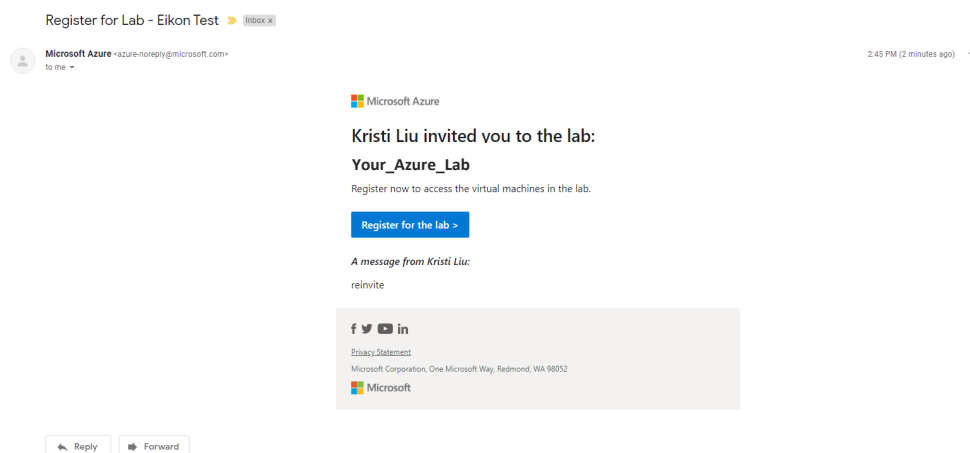 Register for Lab - Eikon Test Inbox x
Microsoft Azure <azure-noreply@microsoft.com> 2:45 PM (2 minutes ago)
to me
Microsoft Azure
Kristi Liu invited you to the lab:
Your_Azure_Lab
Register now to access the virtual machines in the lab.
Register for the lab >
A message from Kristi Liu:
reinvite
f in
Privacy Statement
Microsoft Corporation, One Microsoft Way, Redmond, WA 98052
Microsoft
Reply Forward